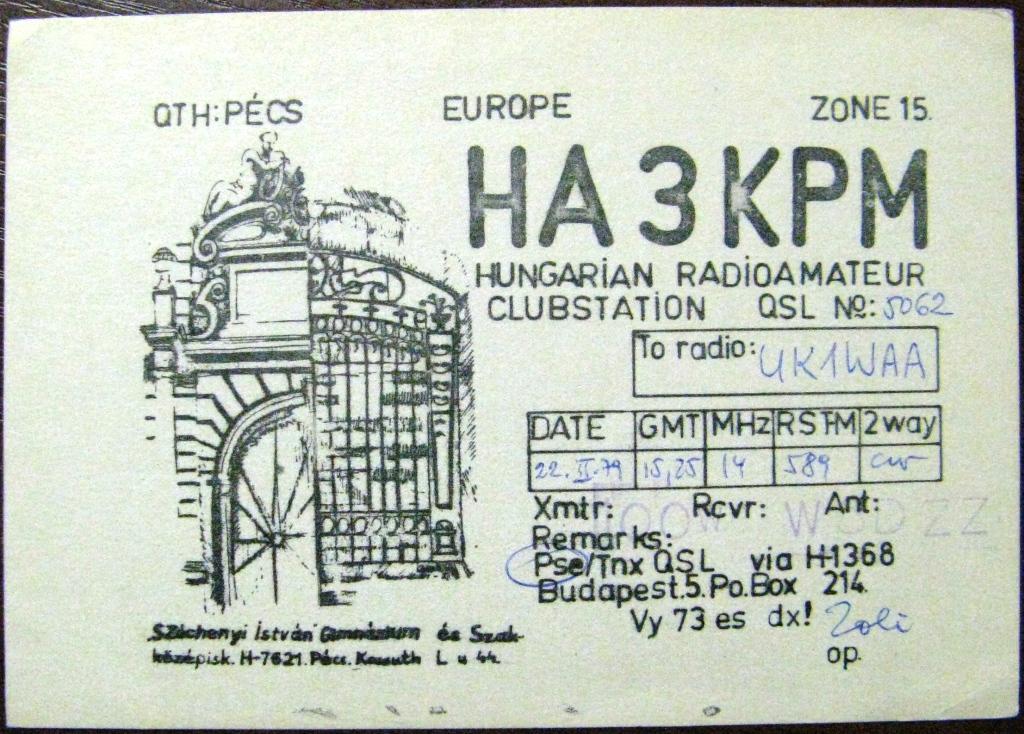 QTH: PÉCS EUROPE ZONE 15.
HA3KPM
HUNGARIAN RADIOAMATEUR
CLUBSTATION QSL №: 5062
To radio: UK1WAA
DATE GMT MHz RST-M 2way
22. II. 79 15,25 14 589 cw
Xmtr: Rcvr: Ant:
100W W3DZZ
Remarks:
Pse/Tnx QSL via H-1368
Budapest.5. Po.Box 214.
Vy 73 es dx! Zoli
op.
Széchenyi István Gimnázium és Szak-
középisk. H-7621. Pécs. Kossuth L u 44.